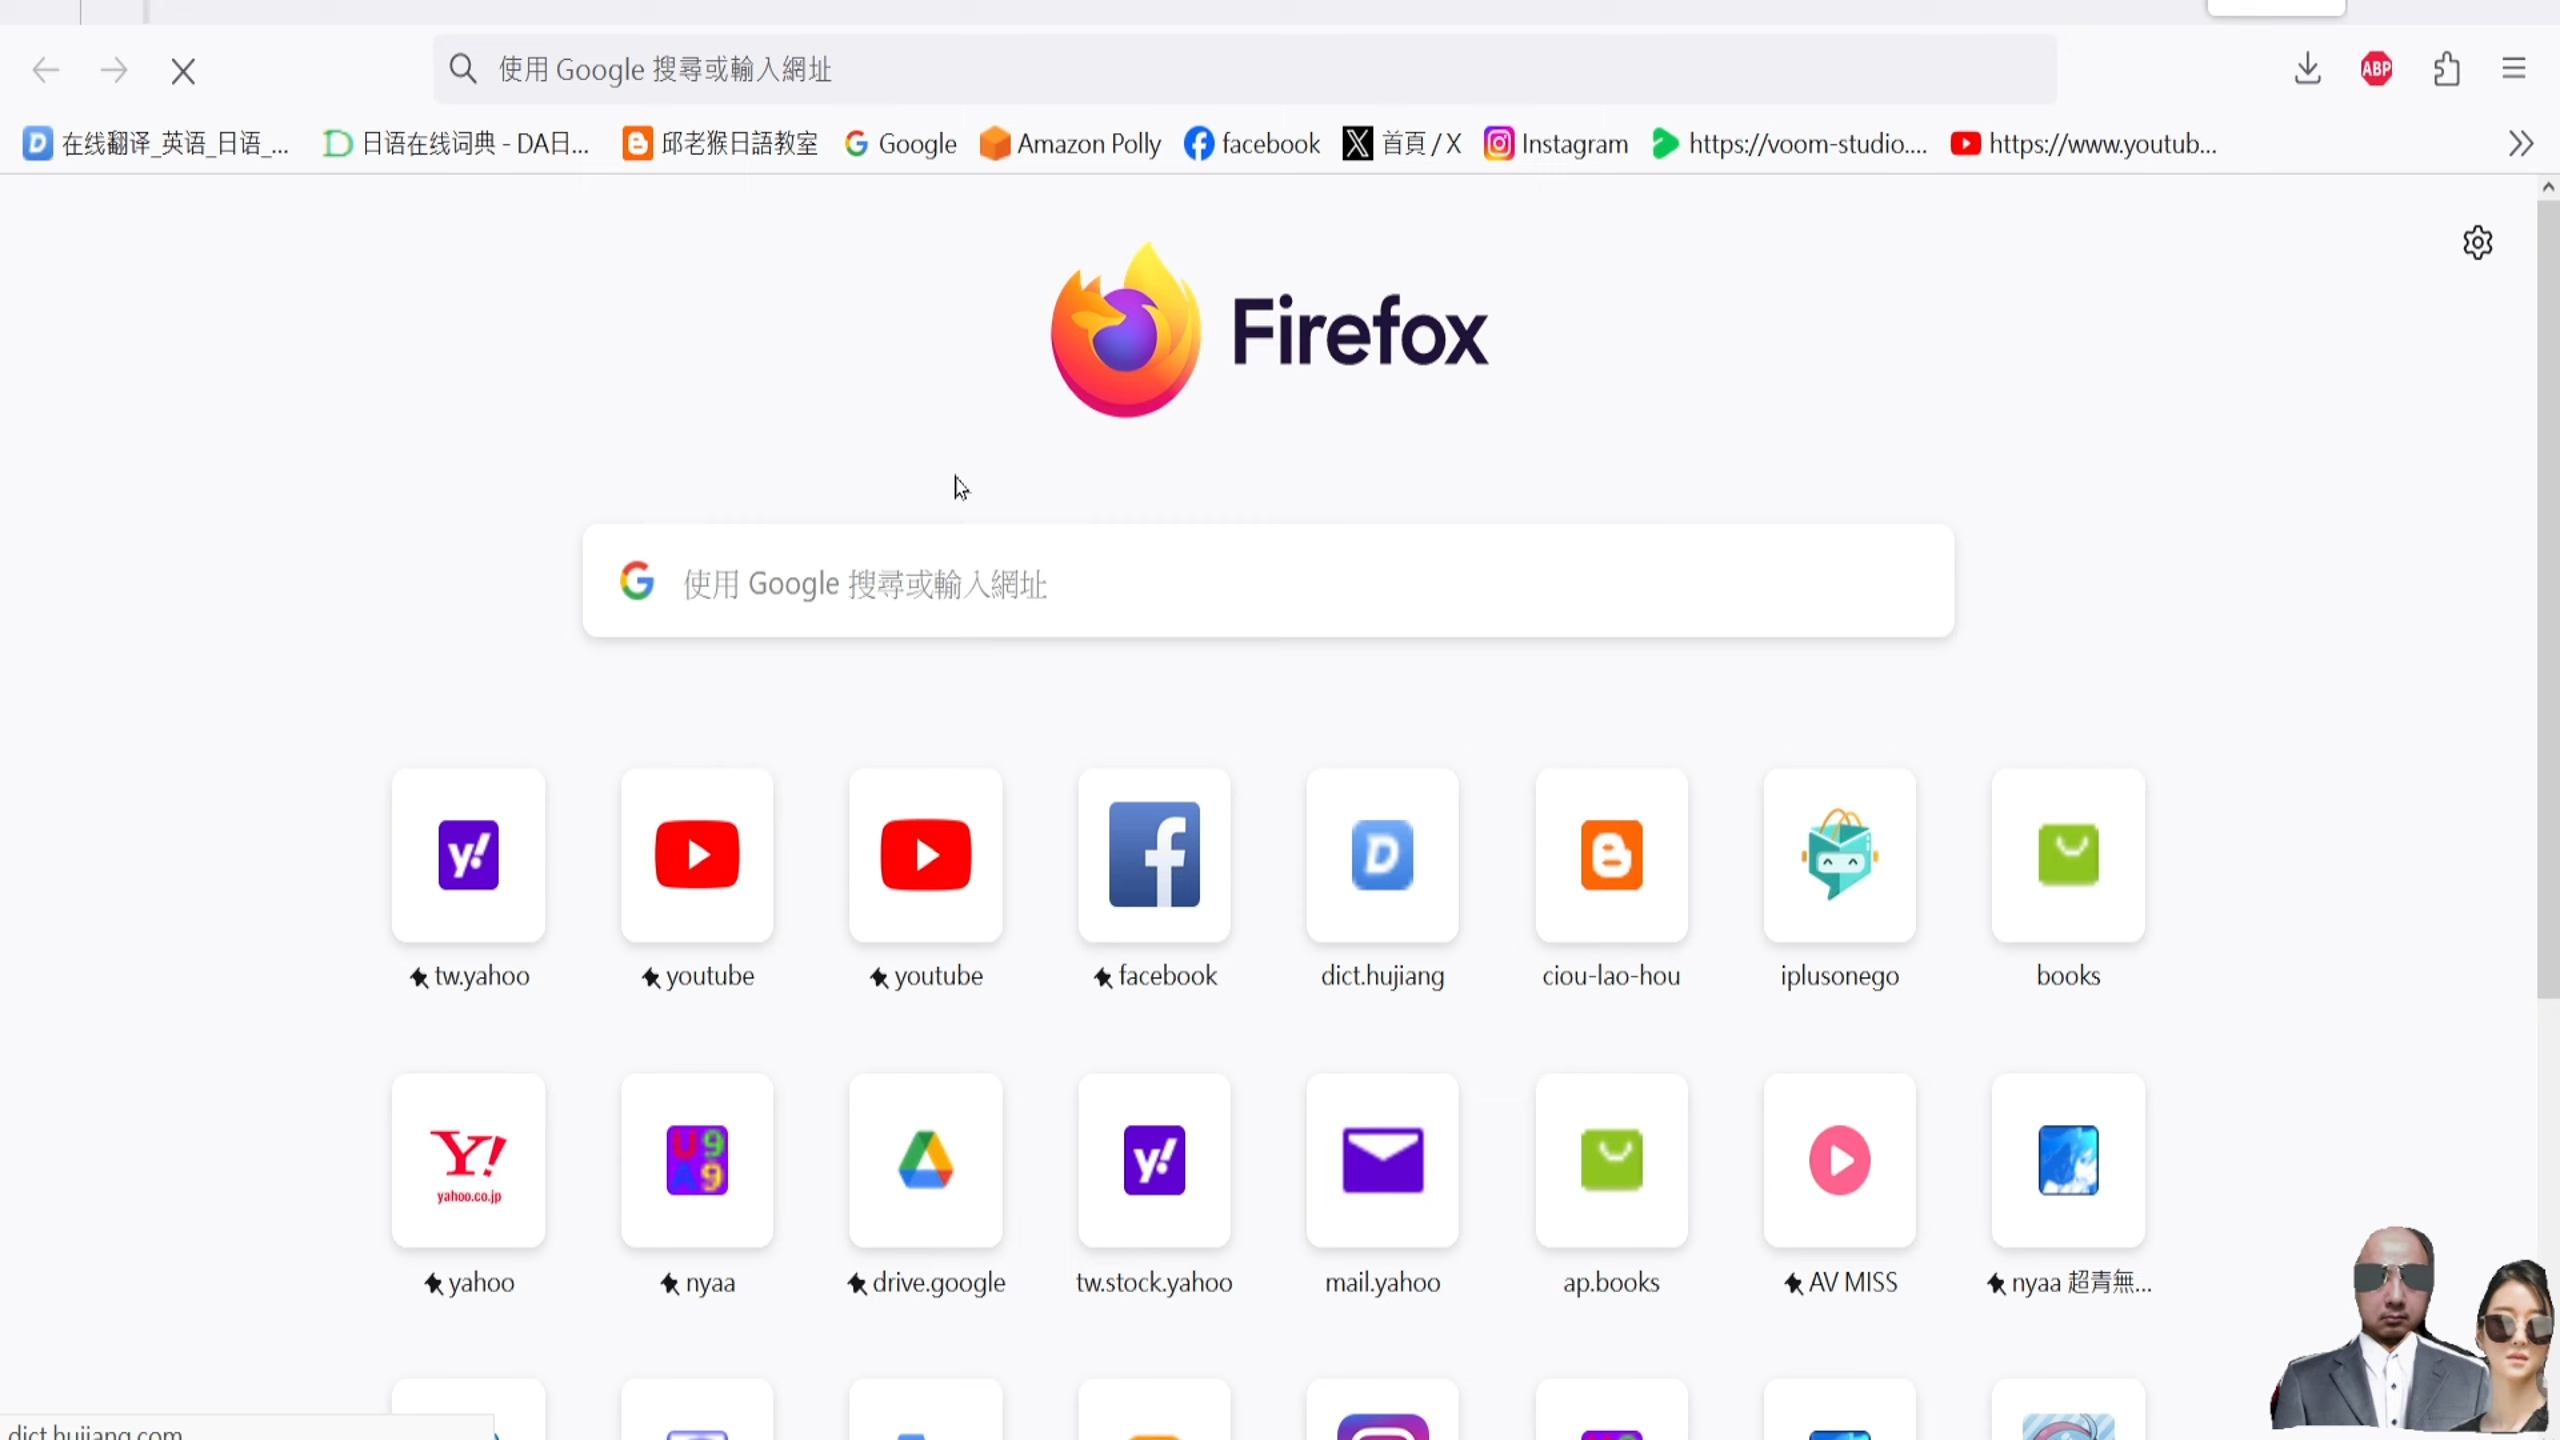 使用 Google 搜尋或輸入網址
ABP
在线翻译_英语_日语_... 日语在线词典 - DA日... 邱老猴日語教室 Google Amazon Polly facebook 首頁 / X Instagram https://voom-studio.... https://www.youtub...
Firefox
使用 Google 搜尋或輸入網址
tw.yahoo youtube youtube facebook dict.hujiang ciou-lao-hou iplusonego books
Y!
yahoo.co.jp
U9
A9
yahoo nyaa drive.google tw.stock.yahoo mail.yahoo ap.books AV MISS nyaa 超青無...
dict.hujiang.com